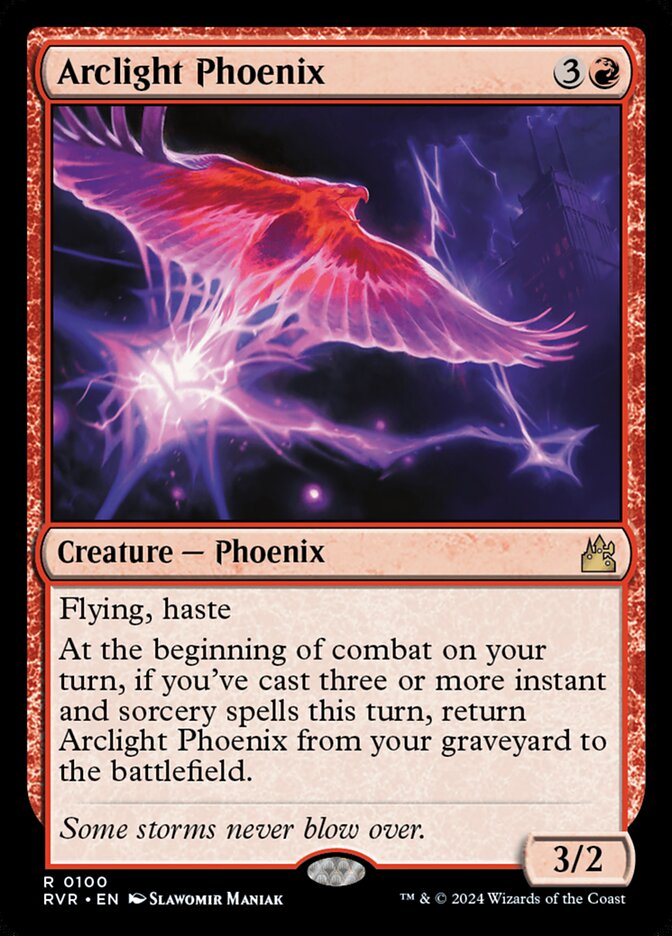 Arclight Phoenix 3
Creature — Phoenix
Flying, haste
At the beginning of combat on your
turn, if you've cast three or more instant
and sorcery spells this turn, return
Arclight Phoenix from your graveyard to
the battlefield.
Some storms never blow over.
3/2
R 0100
RVR • EN Slawomir Maniak
™ & © 2024 Wizards of the Coast